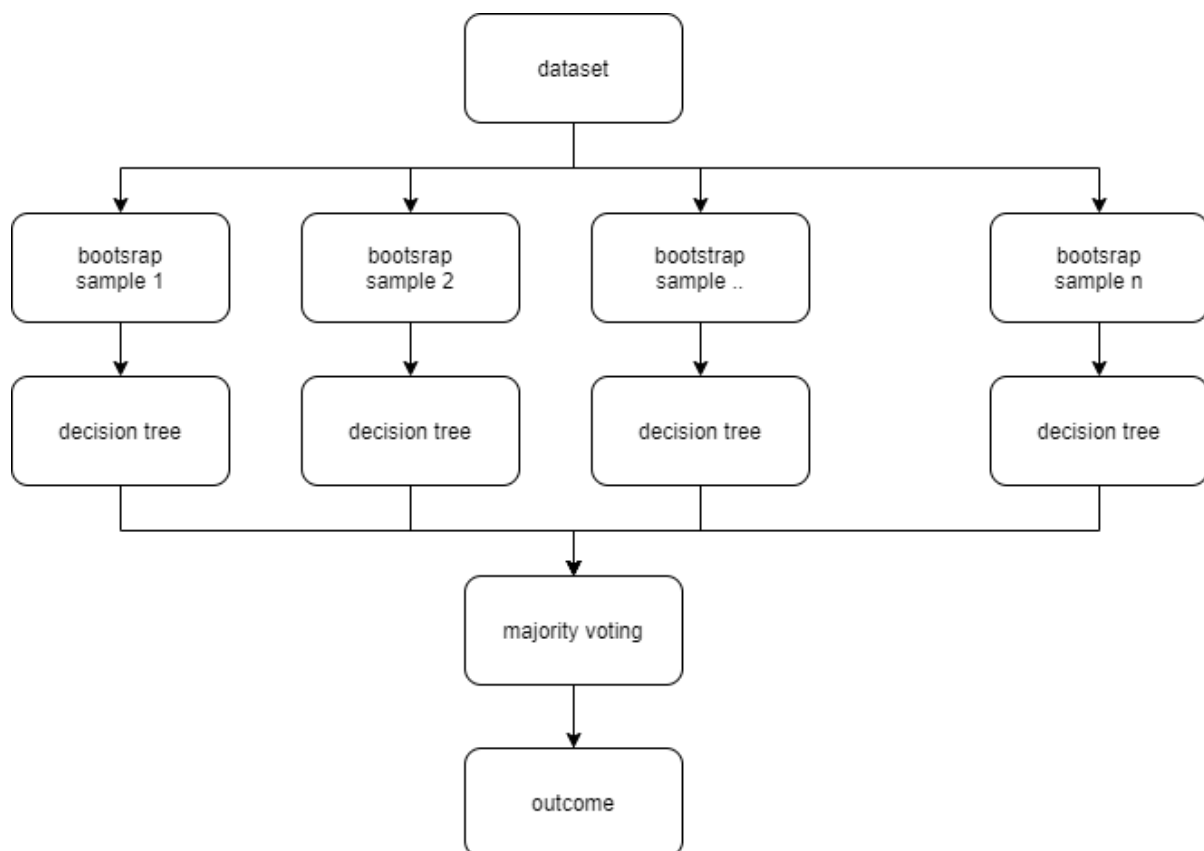 dataset
bootsrap
sample 1
bootsrap
sample 2
bootstrap
sample ..
bootsrap
sample n
decision tree
decision tree
decision tree
decision tree
majority voting
outcome